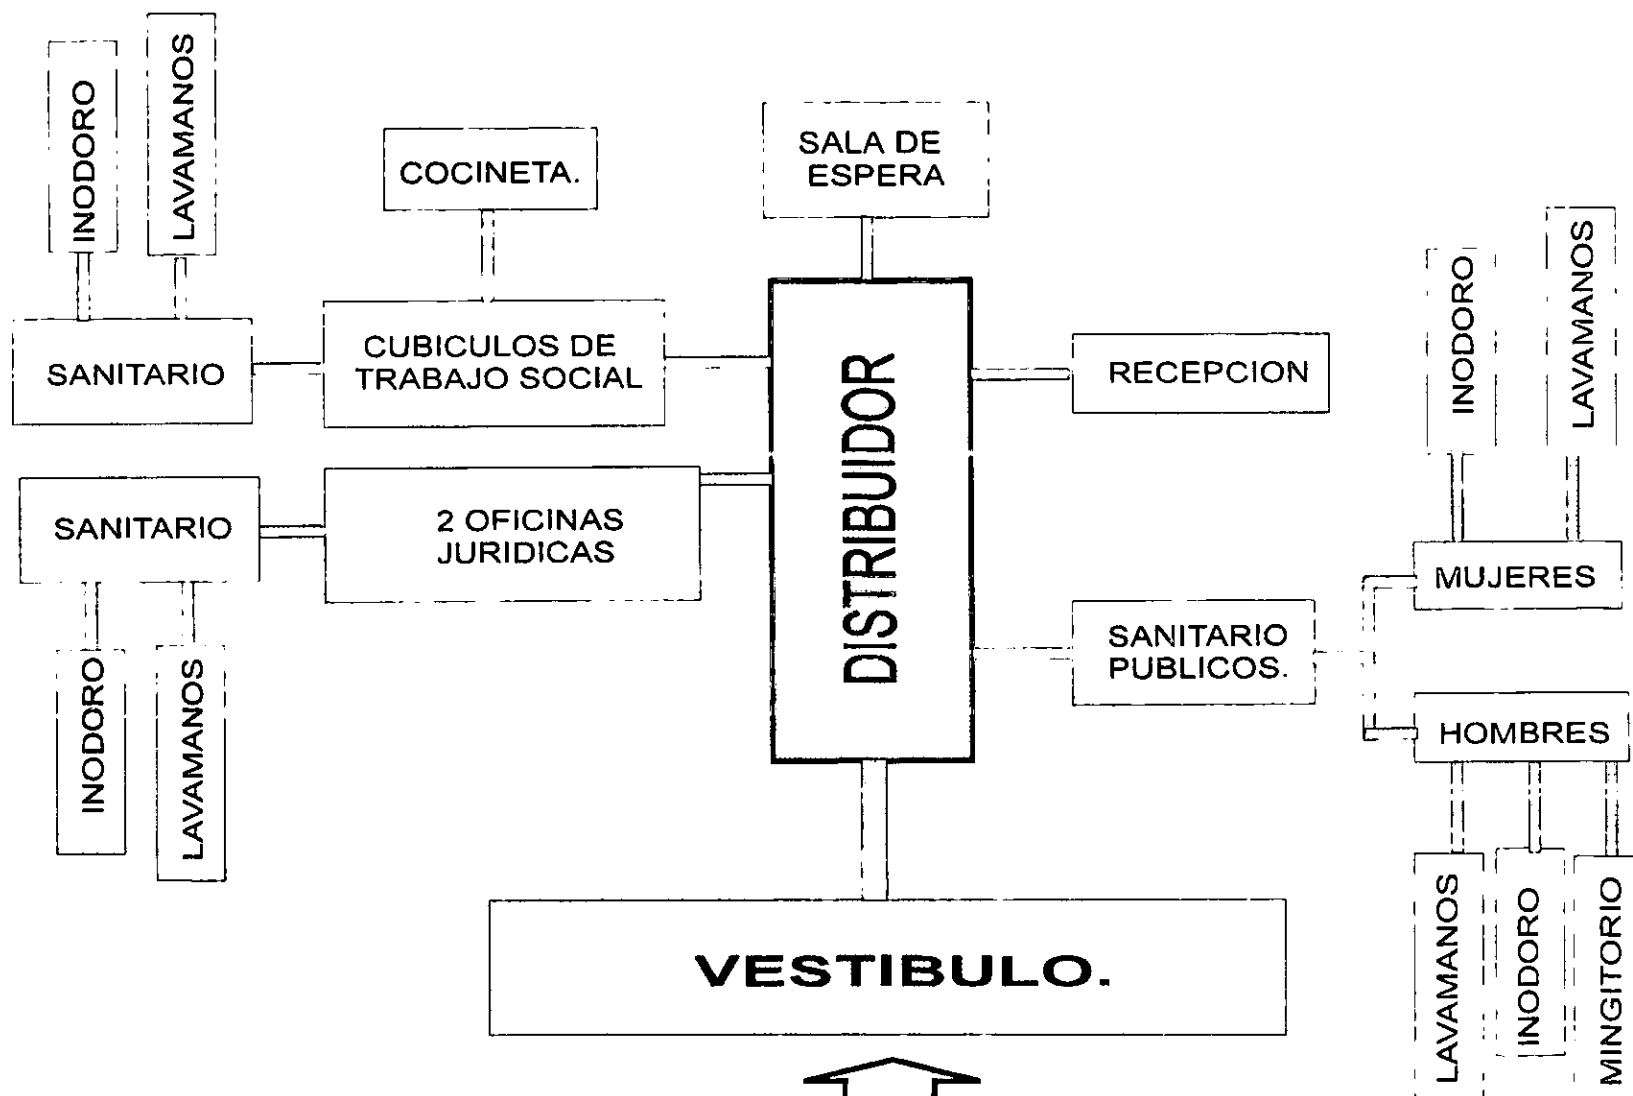 INODORO
LAVAMANOS
COCINETA.
SALA DE
ESPERA
INODORO
LAVAMANOS
SANITARIO
CUBICULOS DE
TRABAJO SOCIAL
DISTRIBUIDOR
RECEPCION
SANITARIO
2 OFICINAS
JURIDICAS
MUJERES
SANITARIO
PUBLICOS.
INODORO
LAVAMANOS
HOMBRES
VESTIBULO.
LAVAMANOS
INODORO
MINGITORIO